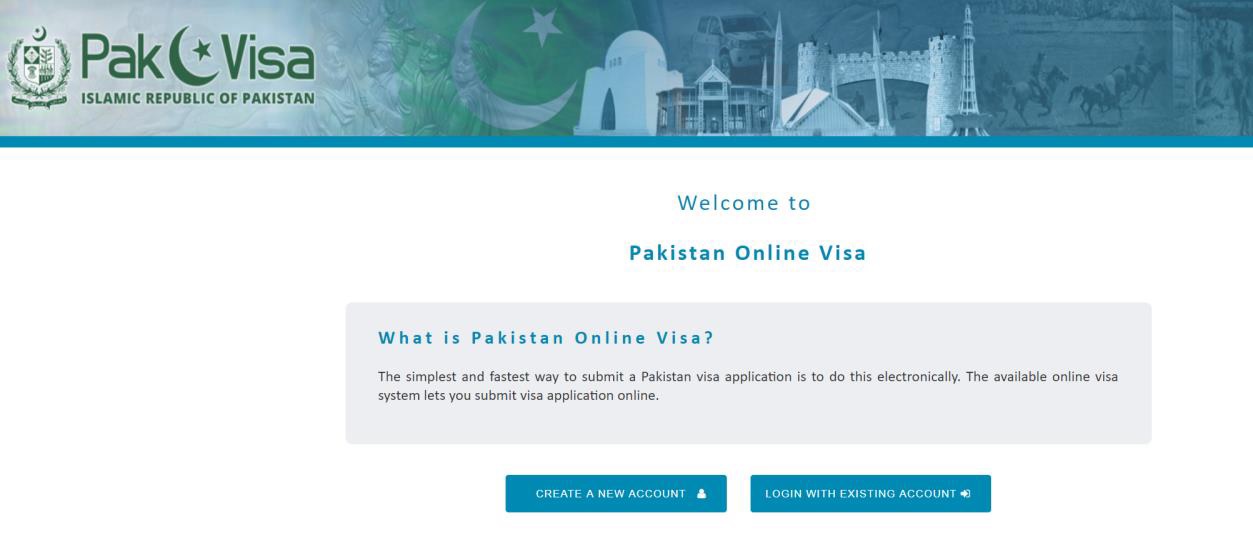 Pak Visa
ISLAMIC REPUBLIC OF PAKISTAN
Welcome to
Pakistan Online Visa
What is Pakistan Online Visa?
The simplest and fastest way to submit a Pakistan visa application is to do this electronically. The available online visa
system lets you submit visa application online.
CREATE A NEW ACCOUNT
LOGIN WITH EXISTING ACCOUNT